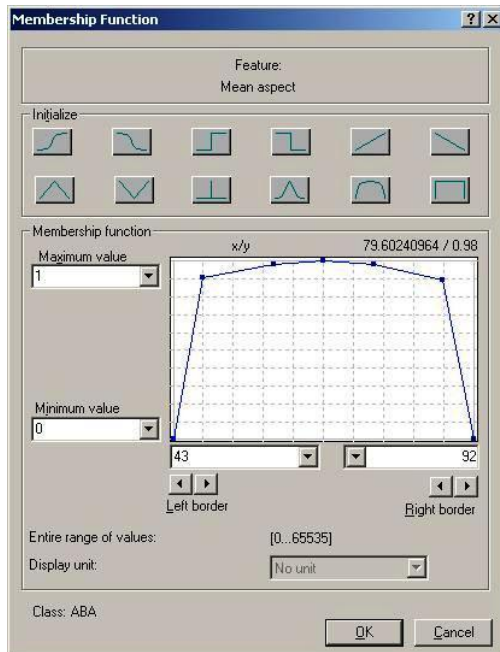 Membership Function
Feature:
Mean aspect
Initialize
Membership function
Maximum value
x/y
79.60240964 / 0.98
1
Minimum value
0
43
92
Left border
Right border
Entire range of values:
[0...65535]
Display unit:
No unit
Class: ABA
OK
Cancel